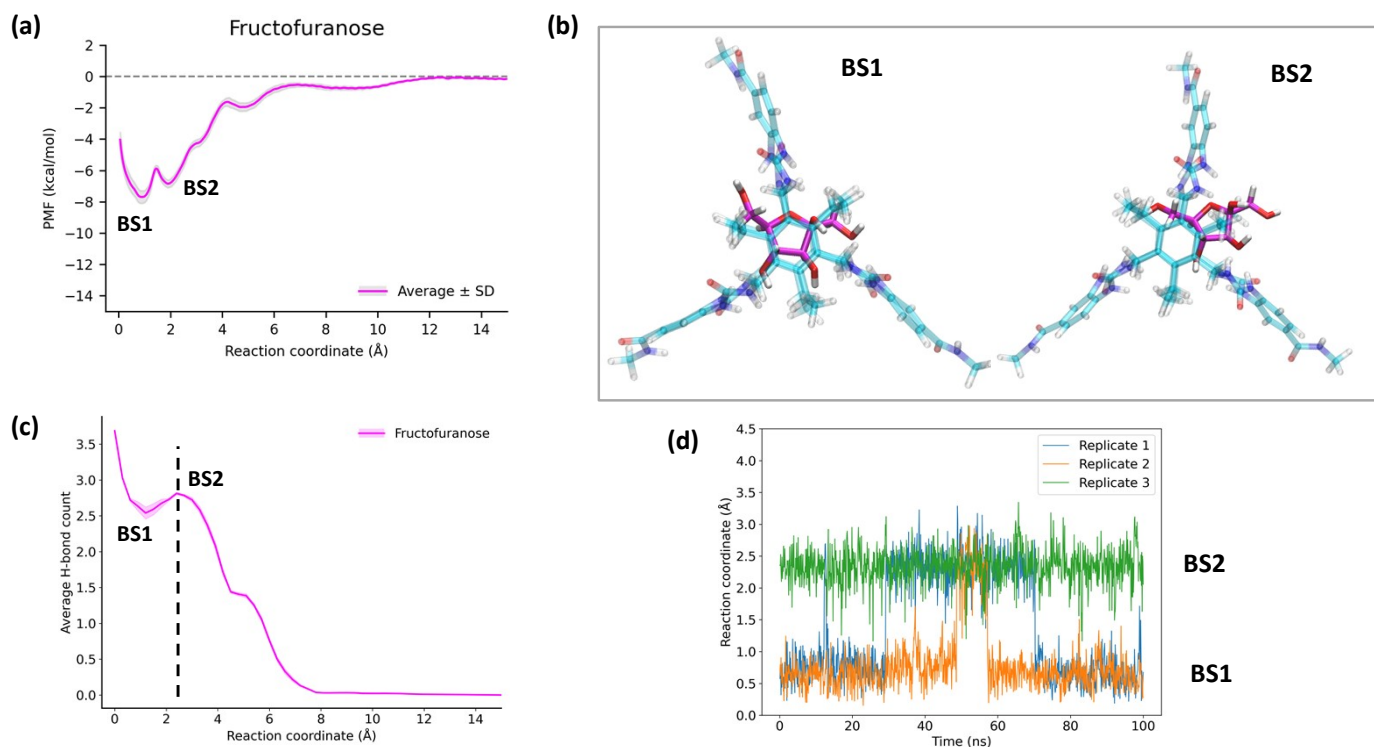 (a)
Fructofuranose
2
0
−2
−4
−6
−8
−10
−12
−14
PMF (kcal/mol)
BS1
BS2
Average ± SD
0 2 4 6 8 10 12 14
Reaction coordinate (Å)
(b)
BS1
BS2
(c)
3.5
3.0
2.5
2.0
1.5
1.0
0.5
0.0
Average H-bond count
BS1
BS2
Fructofuranose
0 2 4 6 8 10 12 14
Reaction coordinate (Å)
(d)
4.5
4.0
3.5
3.0
2.5
2.0
1.5
1.0
0.5
0.0
Reaction coordinate (Å)
Replicate 1
Replicate 2
Replicate 3
BS2
BS1
0 20 40 60 80 100
Time (ns)